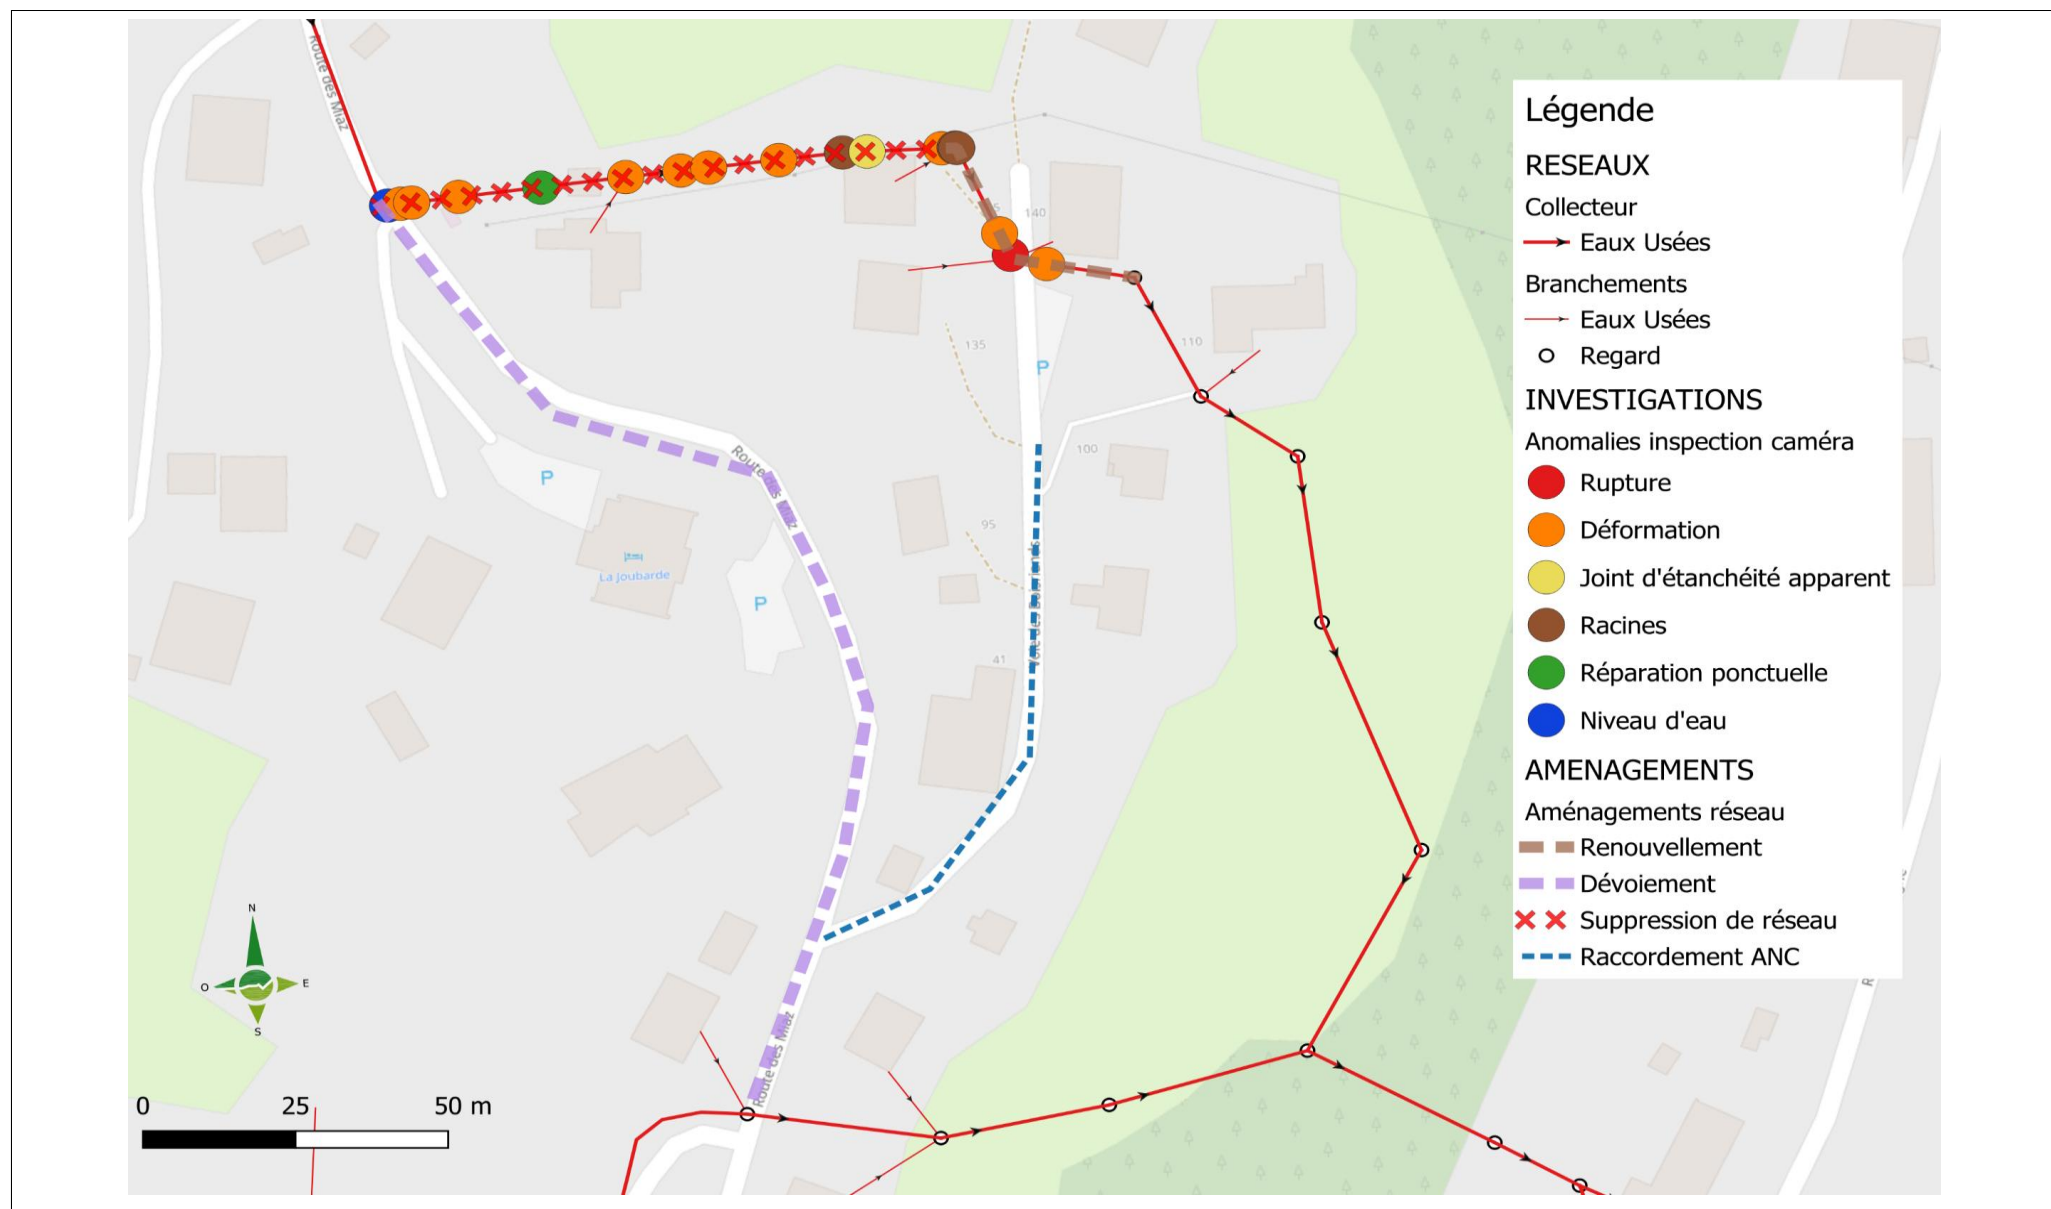 Route des Miaz
140
135
110
100
P
P
Route des Miaz
95
La Joubarde
P
41
Route des Miaz
N
O
E
S
0 25 50 m
Légende
RESEAUX
Collecteur
Eaux Usées
Branchements
Eaux Usées
Regard
INVESTIGATIONS
Anomalies inspection caméra
Rupture
Déformation
Joint d'étanchéité apparent
Racines
Réparation ponctuelle
Niveau d'eau
AMENAGEMENTS
Aménagements réseau
Renouvellement
Dévoiement
Suppression de réseau
Raccordement ANC